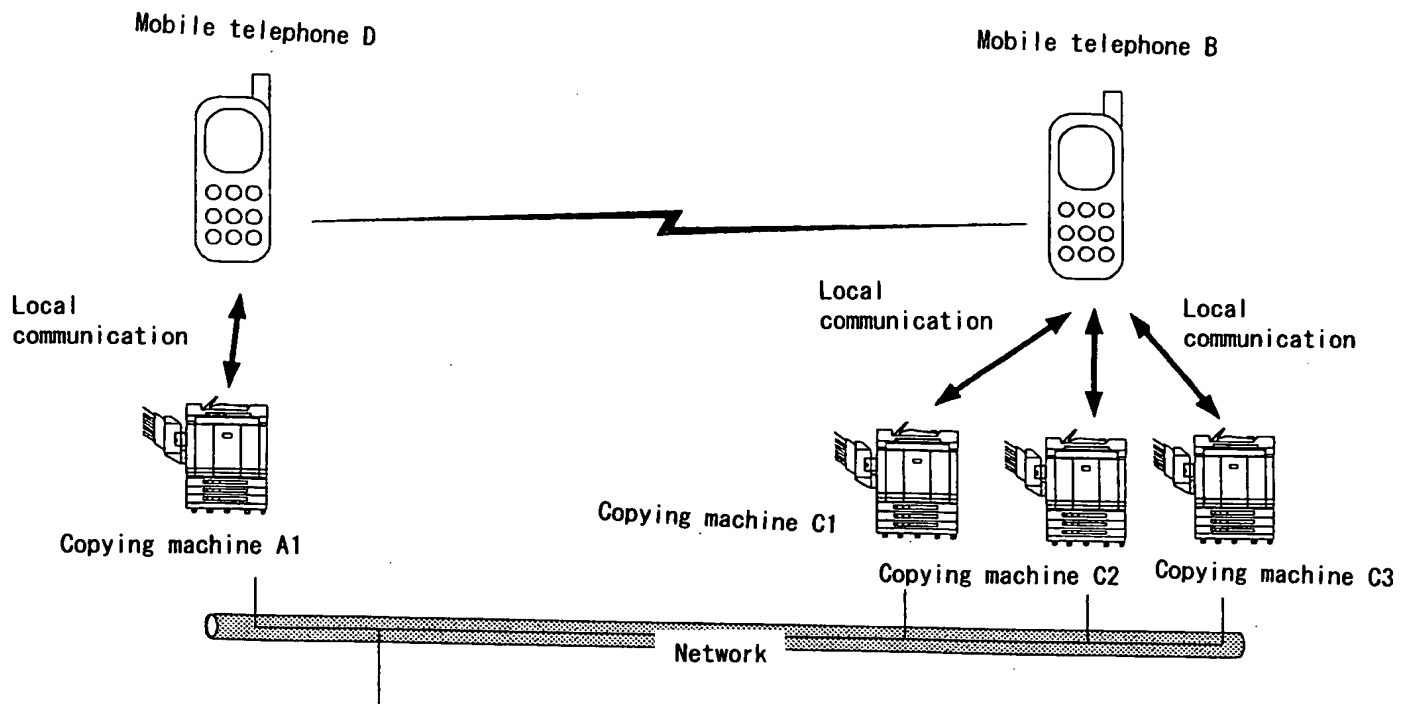 Mobile telephone D
Mobile telephone B
Local
communication
Local
communication
Local
communication
Copying machine A1
Copying machine C1
Copying machine C2
Copying machine C3
Network